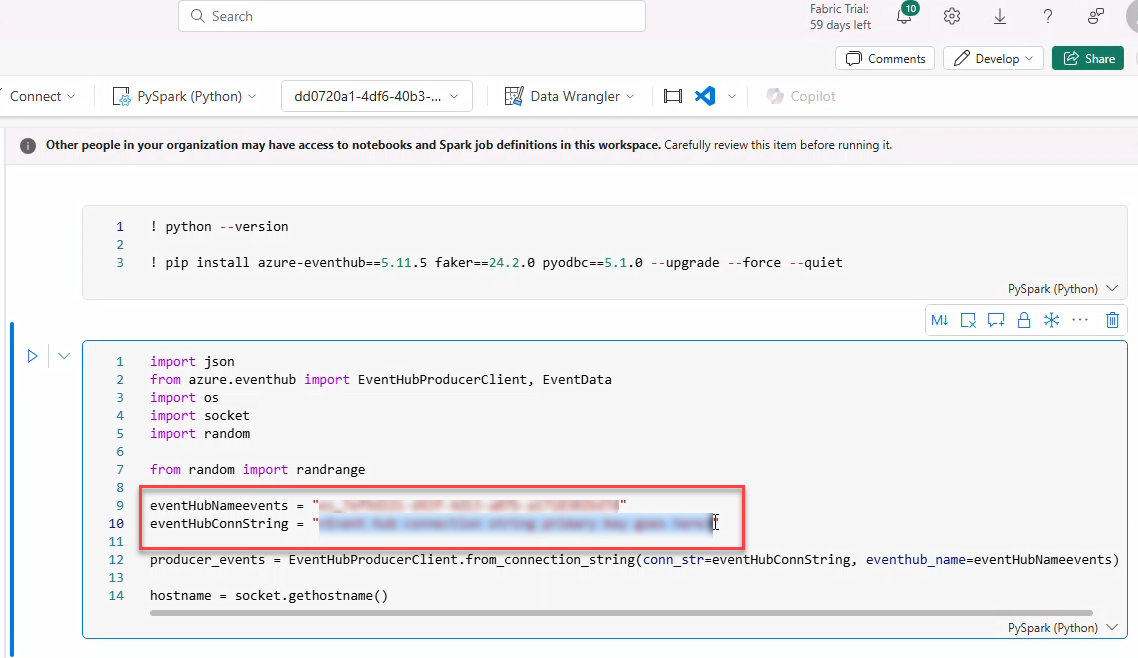 Search
Fabric Trial:
59 days left
10
?
Comments
Develop
Share
Connect
PySpark (Python)
dd0720a1-4df6-40b3-...
Data Wrangler
Copilot
Other people in your organization may have access to notebooks and Spark job definitions in this workspace. Carefully review this item before running it.
1 ! python --version
2
3 ! pip install azure-eventhub==5.11.5 faker==24.2.0 pyodbc==5.1.0 --upgrade --force --quiet
PySpark (Python)
M↓
1 import json
2 from azure.eventhub import EventHubProducerClient, EventData
3 import os
4 import socket
5 import random
6
7 from random import randrange
8
9 eventHubNameevents = ""
10 eventHubConnString = ""
11
12 producer_events = EventHubProducerClient.from_connection_string(conn_str=eventHubConnString, eventhub_name=eventHubNameevents)
13
14 hostname = socket.gethostname()
PySpark (Python)